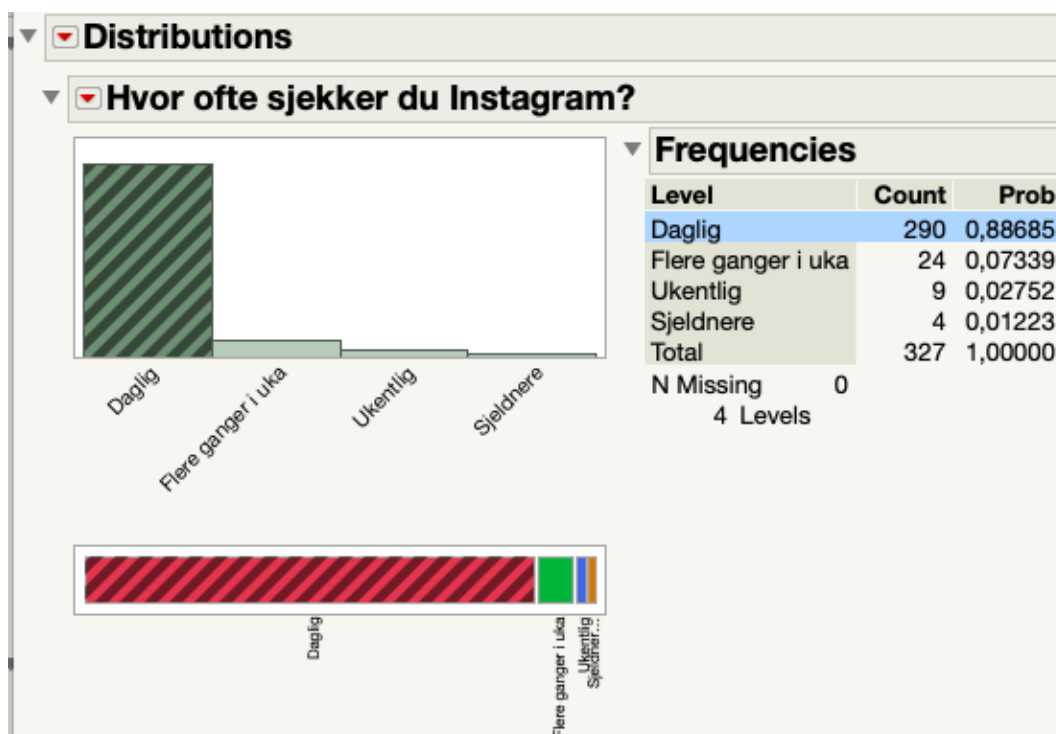 Distributions
Hvor ofte sjekker du Instagram?
Daglig
Flere ganger i uka
Ukentlig
Sjeldnere
Daglig
Flere ganger i uka
Ukentlig
Sjeldner...
Frequencies
Level Count Prob
Daglig 290 0,88685
Flere ganger i uka 24 0,07339
Ukentlig 9 0,02752
Sjeldnere 4 0,01223
Total 327 1,00000
N Missing 0
4 Levels